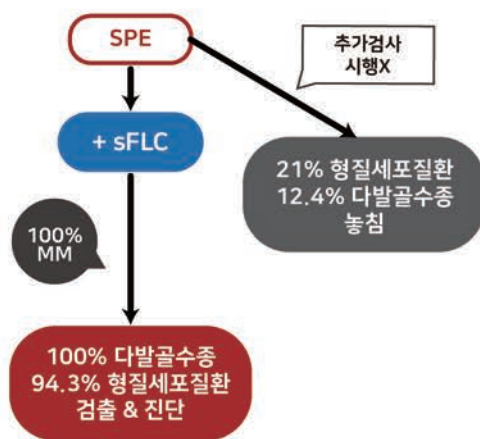 SPE
추가검사
시행X
+ sFLC
21% 형질세포질환
12.4% 다발골수종
놓침
100%
MM
100% 다발골수종
94.3% 형질세포질환
검출 & 진단